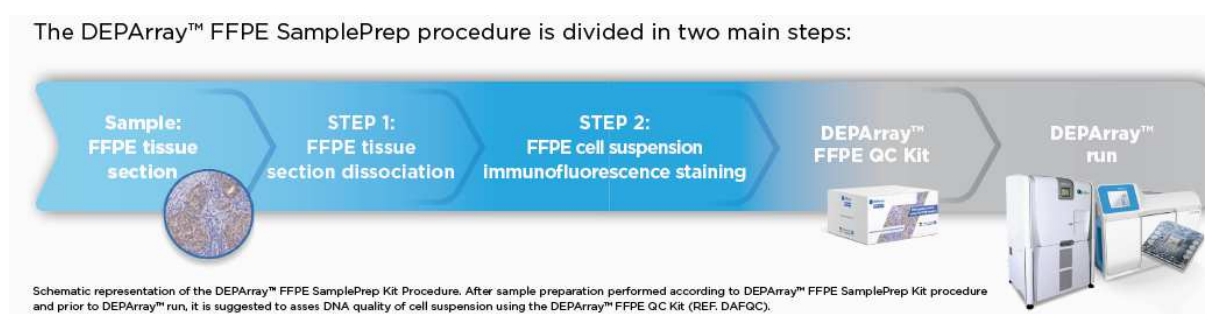 The DEPArray™ FFPE SamplePrep procedure is divided in two main steps:
Sample:
FFPE tissue
section
STEP 1:
FFPE tissue
section dissociation
STEP 2:
FFPE cell suspension
immunofluorescence staining
DEPArray™
FFPE QC Kit
DEPArray™
run
Schematic representation of the DEPArray™ FFPE SamplePrep Kit Procedure. After sample preparation performed according to DEPArray™ FFPE SamplePrep Kit procedure
and prior to DEPArray™ run, it is suggested to asses DNA quality of cell suspension using the DEPArray™ FFPE QC Kit (REF. DAFQC).